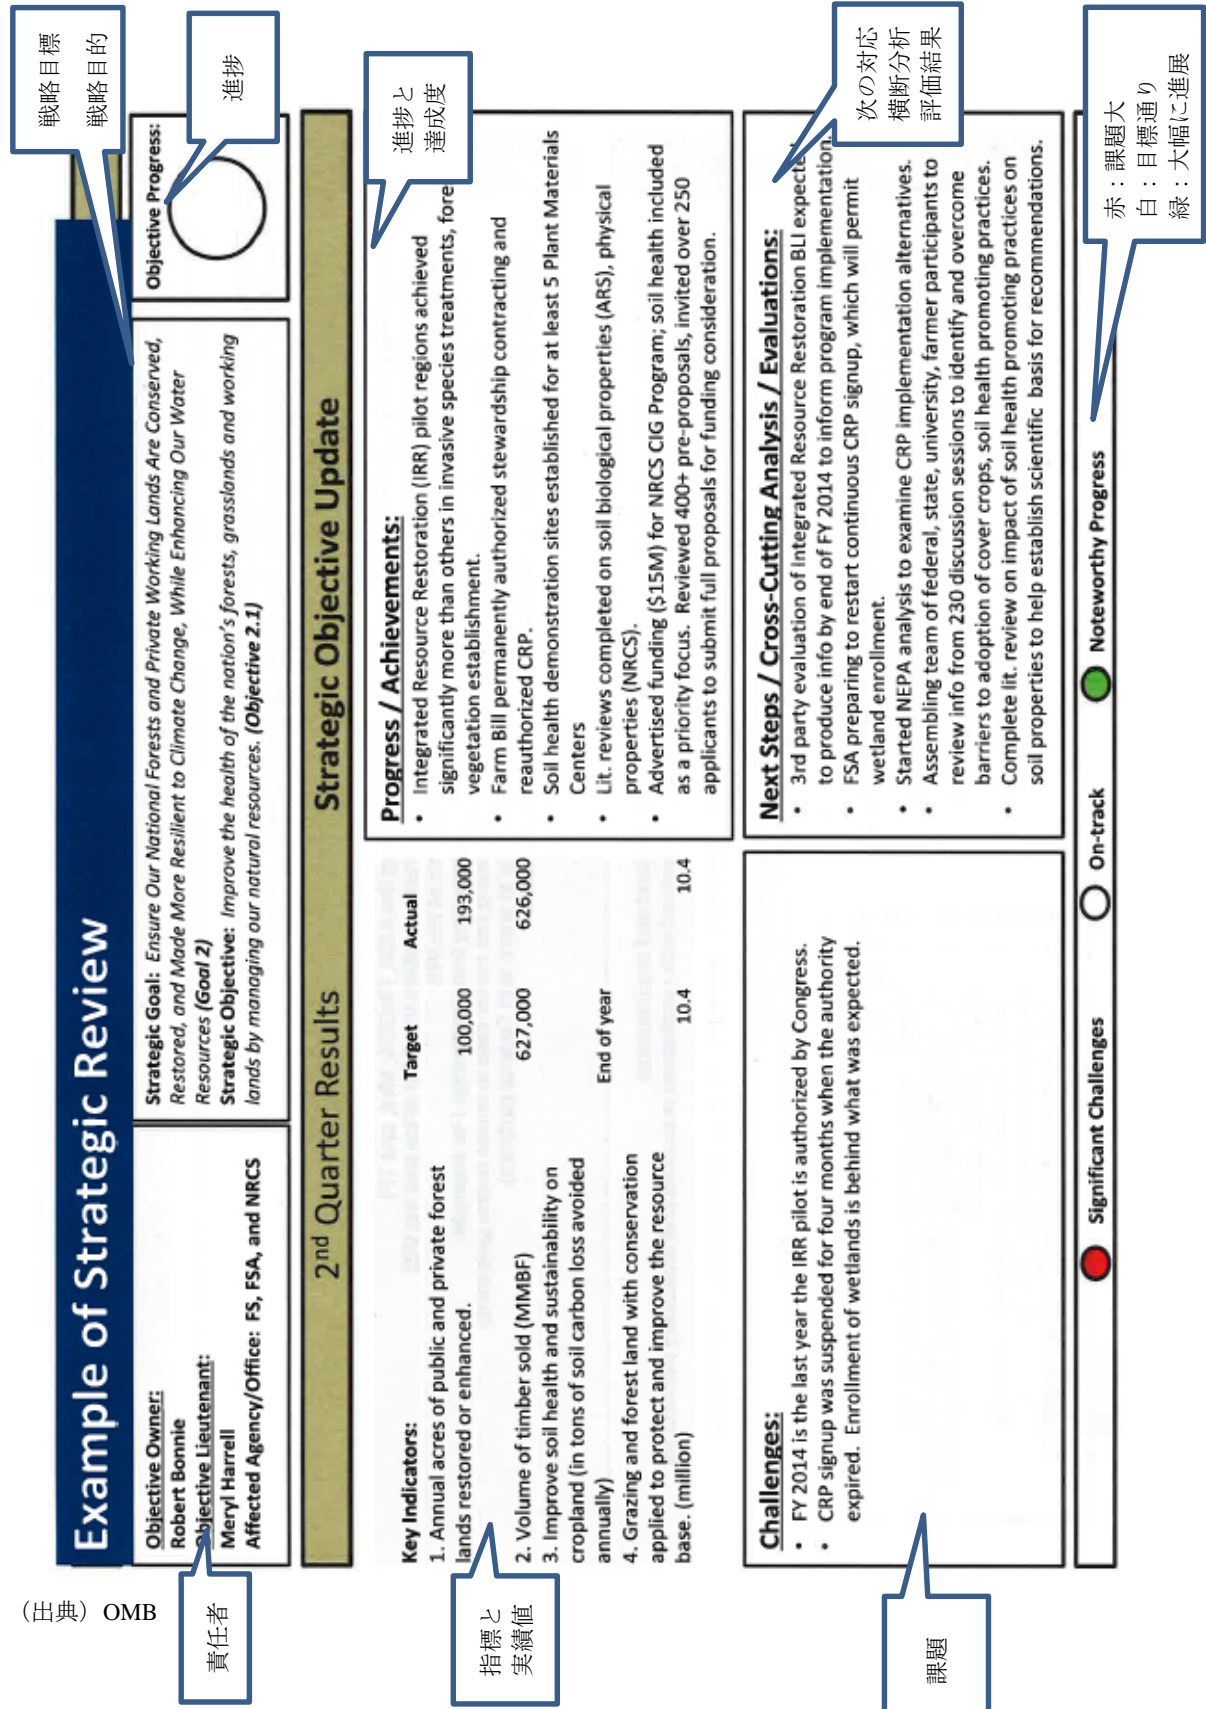 Example of Strategic Review
戦略目標
戦略目的
進捗
Objective Owner:
Robert Bonnie
Objective Lieutenant:
Meryl Harrell
Affected Agency/Office: FS, FSA, and NRCS
責任者
Strategic Goal: Ensure Our National Forests and Private Working Lands Are Conserved,
Restored, and Made More Resilient to Climate Change, While Enhancing Our Water
Resources (Goal 2)
Strategic Objective: Improve the health of the nation's forests, grasslands and working
lands by managing our natural resources. (Objective 2.1)
Objective Progress:
2nd Quarter Results
Strategic Objective Update
Key Indicators: Target Actual
1. Annual acres of public and private forest
lands restored or enhanced. 100,000 193,000
2. Volume of timber sold (MMBF) 627,000 626,000
3. Improve soil health and sustainability on
cropland (in tons of soil carbon loss avoided
annually) End of year
4. Grazing and forest land with conservation
applied to protect and improve the resource
base. (million) 10.4 10.4
指標と
実績値
Progress / Achievements:
• Integrated Resource Restoration (IRR) pilot regions achieved
significantly more than others in invasive species treatments, fore
vegetation establishment.
• Farm Bill permanently authorized stewardship contracting and
reauthorized CRP.
• Soil health demonstration sites established for at least 5 Plant Materials
Centers
• Lit. reviews completed on soil biological properties (ARS), physical
properties (NRCS).
• Advertised funding ($15M) for NRCS CIG Program; soil health included
as a priority focus. Reviewed 400+ pre-proposals, invited over 250
applicants to submit full proposals for funding consideration.
進捗と
達成度
Challenges:
• FY 2014 is the last year the IRR pilot is authorized by Congress.
• CRP signup was suspended for four months when the authority
expired. Enrollment of wetlands is behind what was expected.
課題
Next Steps / Cross-Cutting Analysis / Evaluations:
• 3rd party evaluation of Integrated Resource Restoration BLI expected
to produce info by end of FY 2014 to inform program implementation.
• FSA preparing to restart continuous CRP signup, which will permit
wetland enrollment.
• Started NEPA analysis to examine CRP implementation alternatives.
• Assembling team of federal, state, university, farmer participants to
review info from 230 discussion sessions to identify and overcome
barriers to adoption of cover crops, soil health promoting practices.
• Complete lit. review on impact of soil health promoting practices on
soil properties to help establish scientific basis for recommendations.
次の対応
横断分析
評価結果
Significant Challenges
On-track
Noteworthy Progress
赤：課題大
白：目標通り
緑：大幅に進展
（出典）OMB